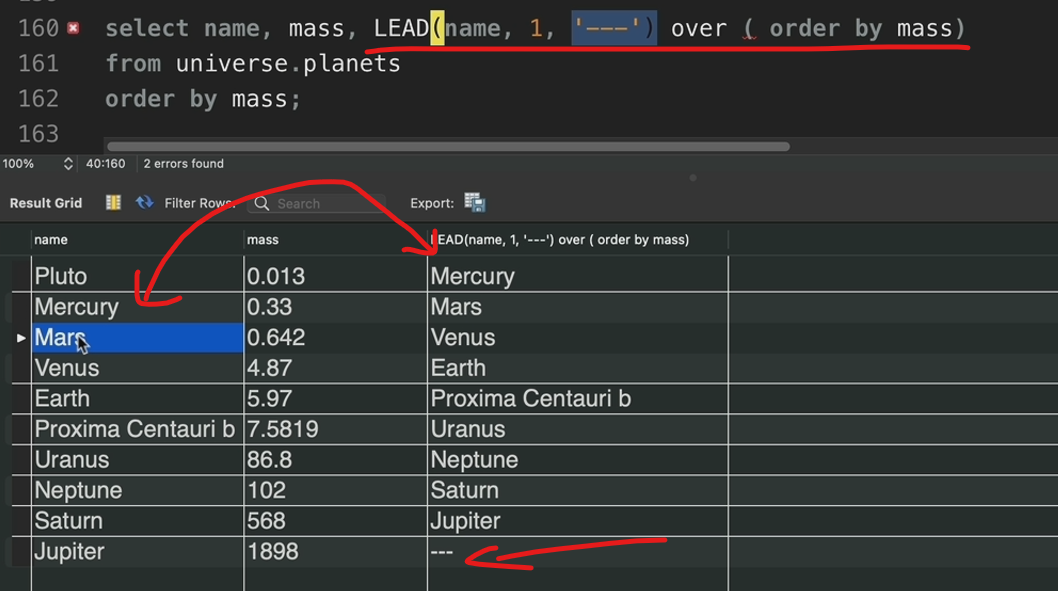 160 select name, mass, LEAD(name, 1, '---') over ( order by mass)
161 from universe.planets
162 order by mass;
163
100% 40:160 2 errors found
Result Grid Filter Rows: Search Export:
name mass LEAD(name, 1, '---') over ( order by mass)
Pluto 0.013 Mercury
Mercury 0.33 Mars
Mars 0.642 Venus
Venus 4.87 Earth
Earth 5.97 Proxima Centauri b
Proxima Centauri b 7.5819 Uranus
Uranus 86.8 Neptune
Neptune 102 Saturn
Saturn 568 Jupiter
Jupiter 1898 ---